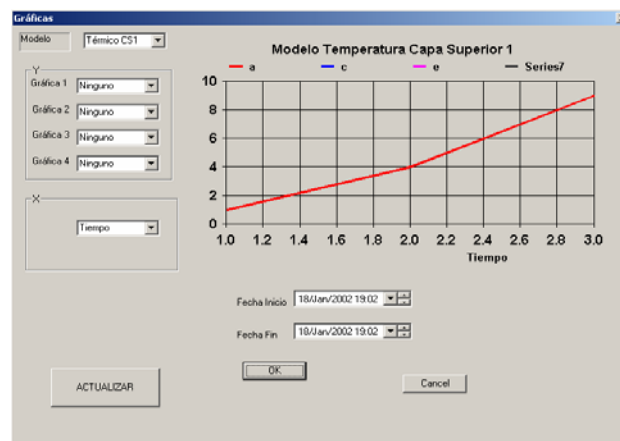 Gráficas
Modelo Térmico CS1
Modelo Temperatura Capa Superior 1
a c e Series7
Y
Gráfica 1 Ninguno
Gráfica 2 Ninguno
Gráfica 3 Ninguno
Gráfica 4 Ninguno
X
Tiempo
10
8
6
4
2
0
1.0 1.2 1.4 1.6 1.8 2.0 2.2 2.4 2.6 2.8 3.0
Tiempo
Fecha Inicio 18/Jan/2002 19:02
Fecha Fin 18/Jan/2002 19:02
OK
ACTUALIZAR
Cancel